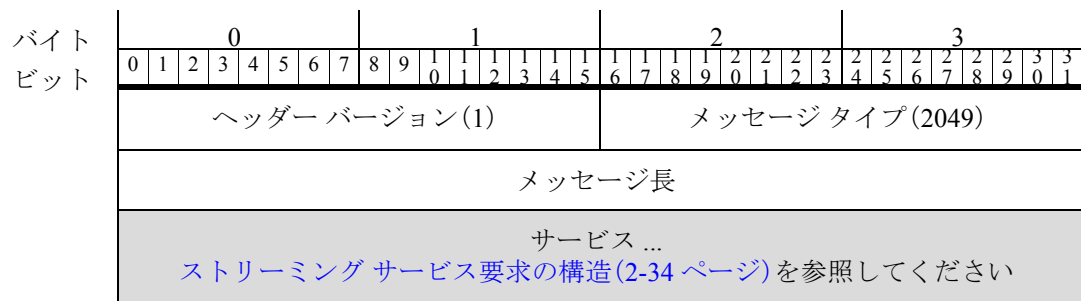 バイト 0 1 2 3
ビット 0 1 2 3 4 5 6 7 8 9 10 11 12 13 14 15 16 17 18 19 20 21 22 23 24 25 26 27 28 29 30 31
ヘッダー バージョン(1) メッセージ タイプ(2049)
メッセージ長
サービス ...
ストリーミング サービス要求の構造(2-34 ページ)を参照してください